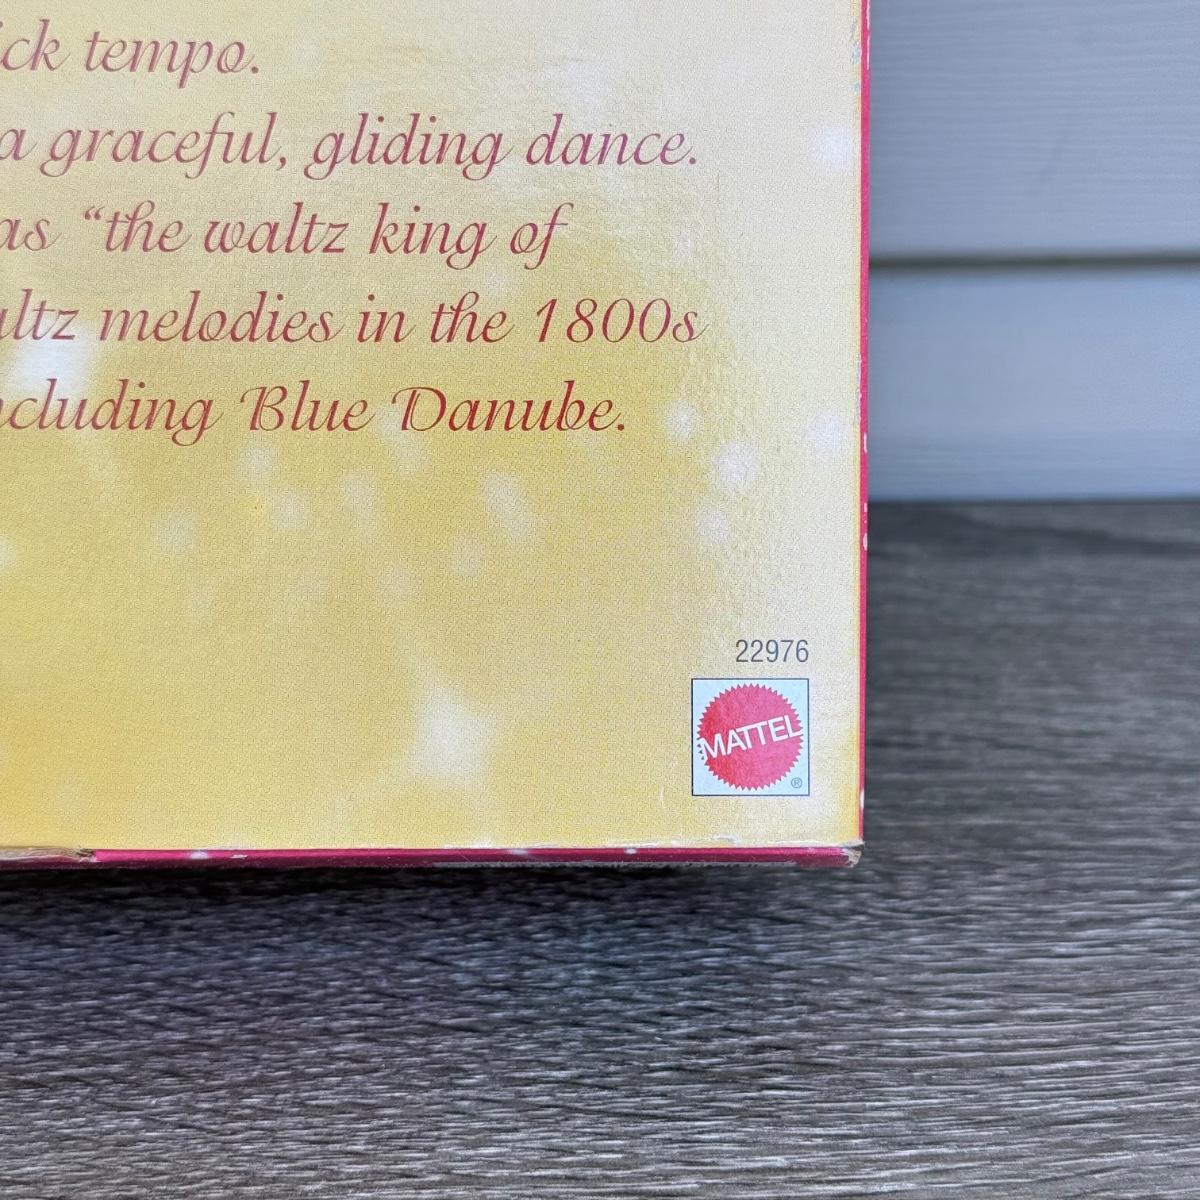 ick tempo.
a graceful, gliding dance.
as “the waltz king of
altz melodies in the 1800s
ncluding Blue Danube.
22976
MATTEL
®